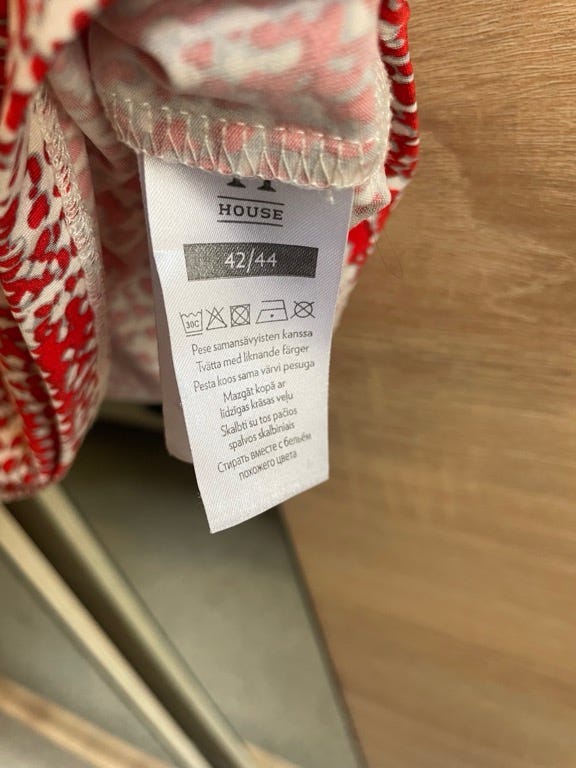 HOUSE
42/44
30C
Pese samansävyisten kanssa
Tvätta med liknande färger
Pesta koos sama värvi pesuga
Mazgāt kopā ar
līdzīgas krāsas veļu
Skalbti su tos pačios
spalvos skalbiniais
Стирать вместе с бельём
похожего цвета